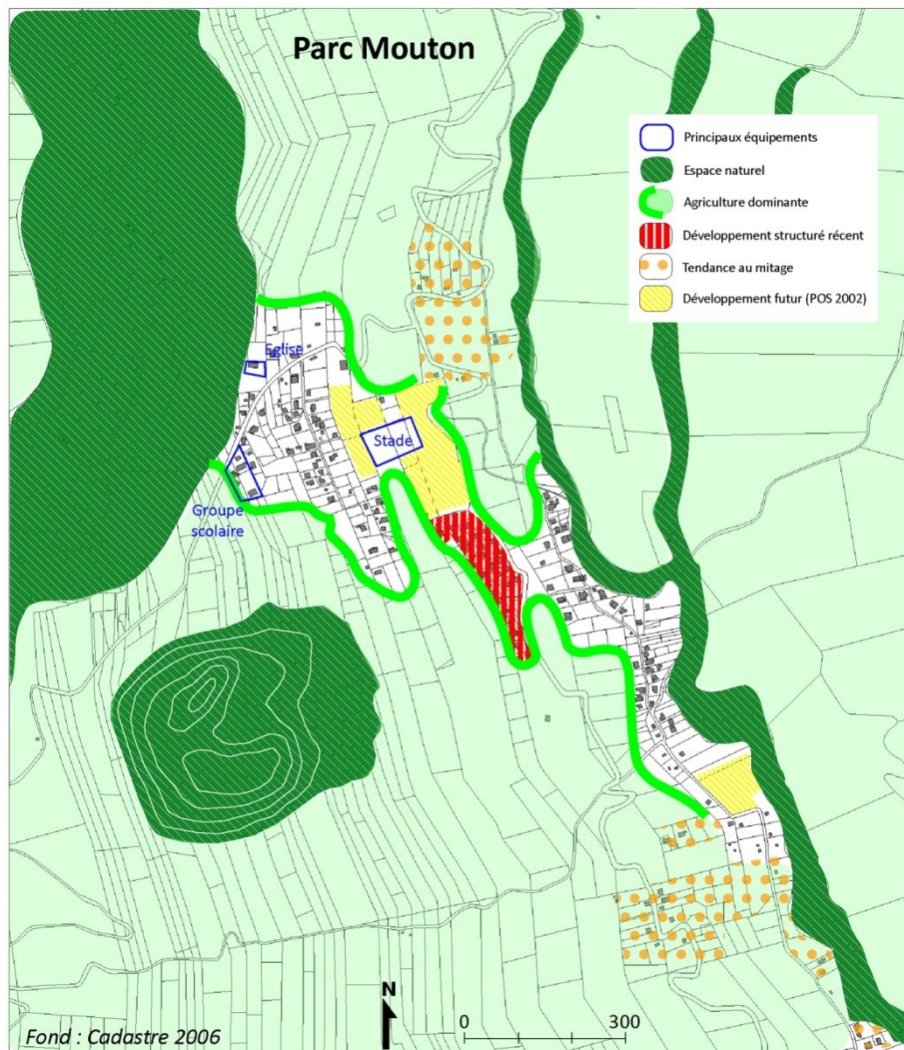 Parc Mouton
Principaux équipements
Espace naturel
Agriculture dominante
Développement structuré récent
Tendance au mitage
Développement futur (POS 2002)
Eglise
Stade
Groupe
scolaire
N
0 300
Fond : Cadastre 2006